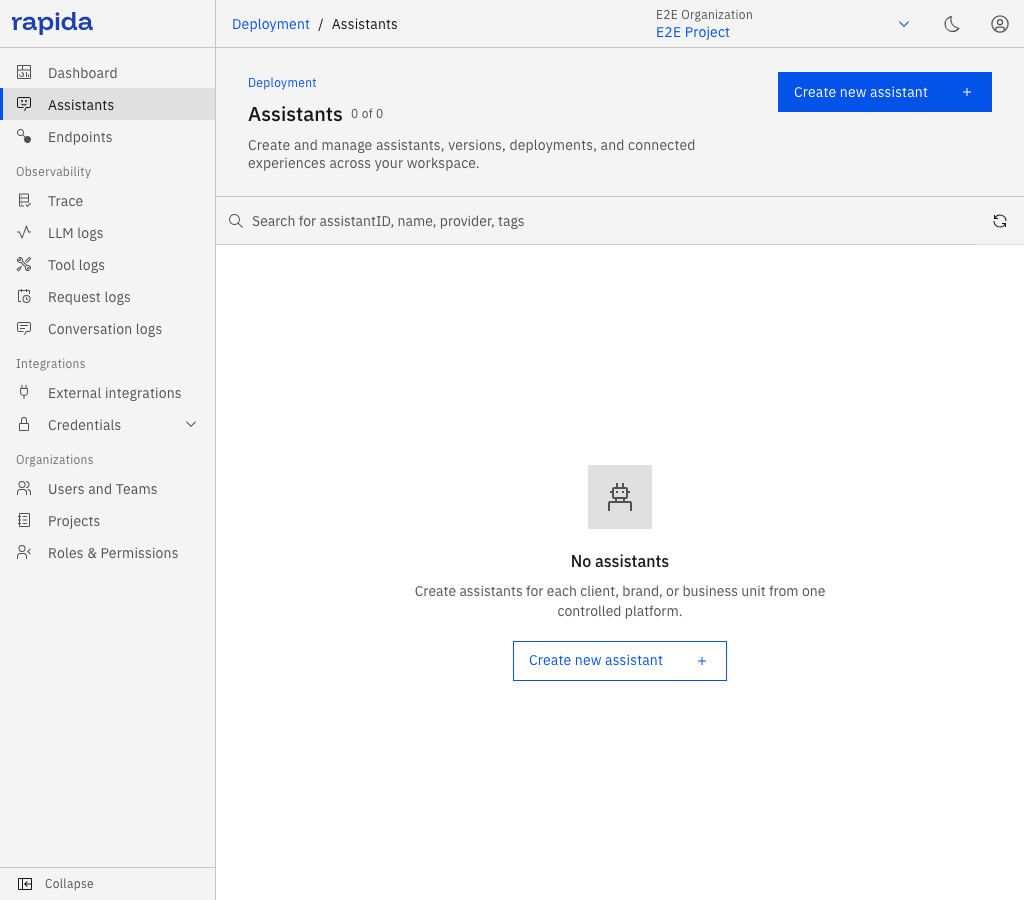 rapida
Deployment / Assistants
E2E Organization
E2E Project
Dashboard
Assistants
Endpoints
Observability
Trace
LLM logs
Tool logs
Request logs
Conversation logs
Integrations
External integrations
Credentials
Organizations
Users and Teams
Projects
Roles & Permissions
Collapse
Deployment
Assistants 0 of 0
Create and manage assistants, versions, deployments, and connected
experiences across your workspace.
Create new assistant +
Search for assistantID, name, provider, tags
No assistants
Create assistants for each client, brand, or business unit from one
controlled platform.
Create new assistant +